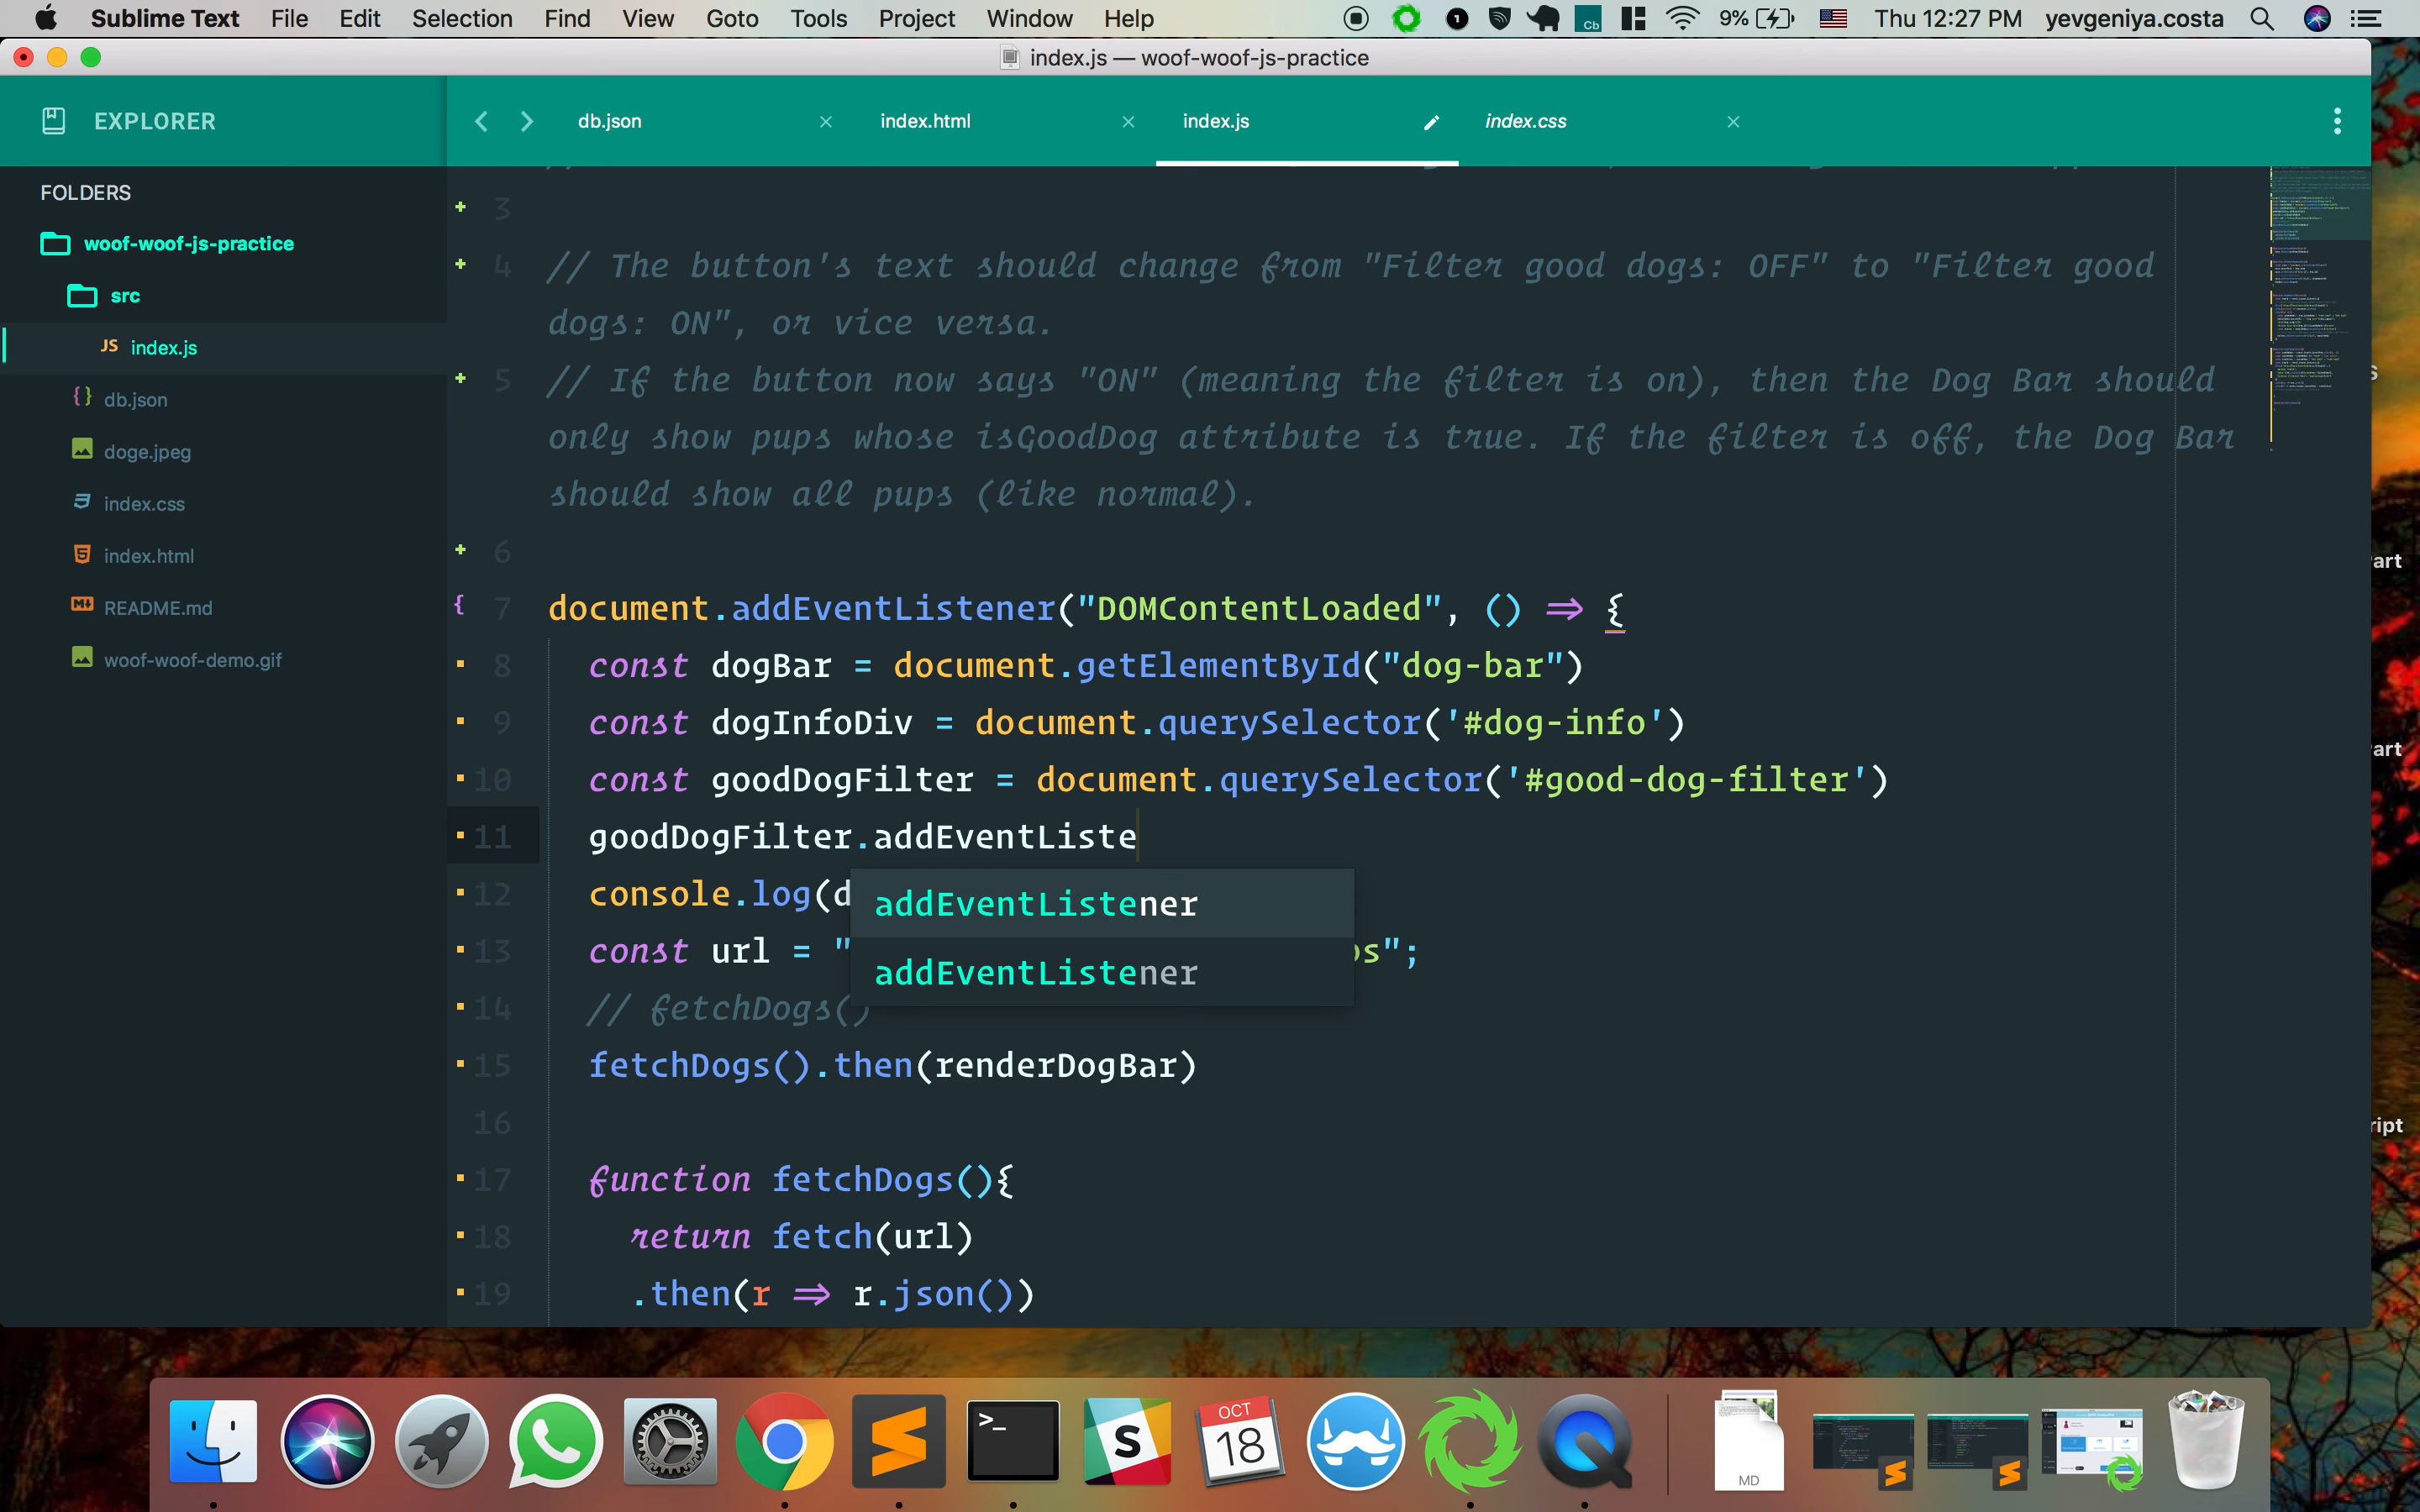 Sublime Text File Edit Selection Find View Goto Tools Project Window Help 1 Cb 9% Thu 12:27 PM yevgeniya.costa
index.js — woof-woof-js-practice
EXPLORER
db.json index.html index.js index.css
FOLDERS
woof-woof-js-practice
src
JS index.js
{} db.json
doge.jpeg
index.css
index.html
README.md
woof-woof-demo.gif
3
4 // The button's text should change from "Filter good dogs: OFF" to "Filter good
dogs: ON", or vice versa.
5 // If the button now says "ON" (meaning the filter is on), then the Dog Bar should
only show pups whose isGoodDog attribute is true. If the filter is off, the Dog Bar
should show all pups (like normal).
6
7 document.addEventListener("DOMContentLoaded", () => {
8 const dogBar = document.getElementById("dog-bar")
9 const dogInfoDiv = document.querySelector('#dog-info')
10 const goodDogFilter = document.querySelector('#good-dog-filter')
11 goodDogFilter.addEventListe
addEventListener
addEventListener
12 console.log(d
13 const url = " s";
14 // fetchDogs()
15 fetchDogs().then(renderDogBar)
16
17 function fetchDogs(){
18 return fetch(url)
19 .then(r => r.json())
art
art
ript
OCT
18
S
MD